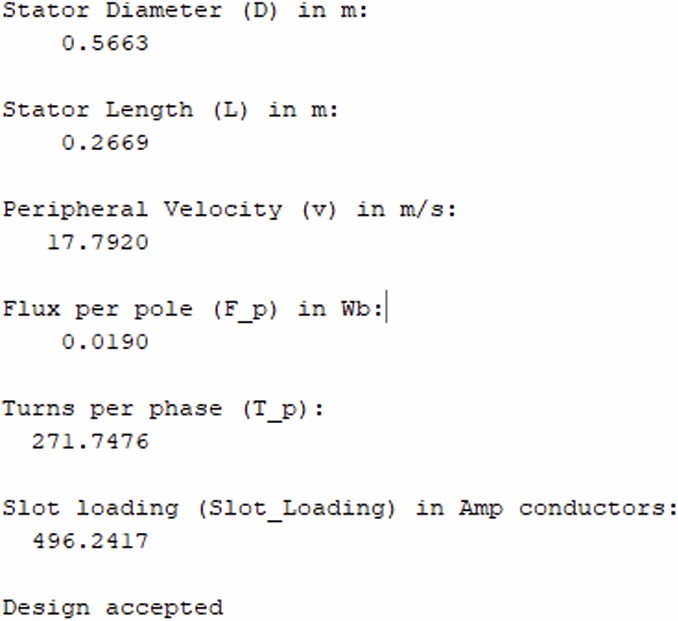 Stator Diameter (D) in m:
0.5663
Stator Length (L) in m:
0.2669
Peripheral Velocity (v) in m/s:
17.7920
Flux per pole (F_p) in Wb:
0.0190
Turns per phase (T_p):
271.7476
Slot loading (Slot_Loading) in Amp conductors:
496.2417
Design accepted